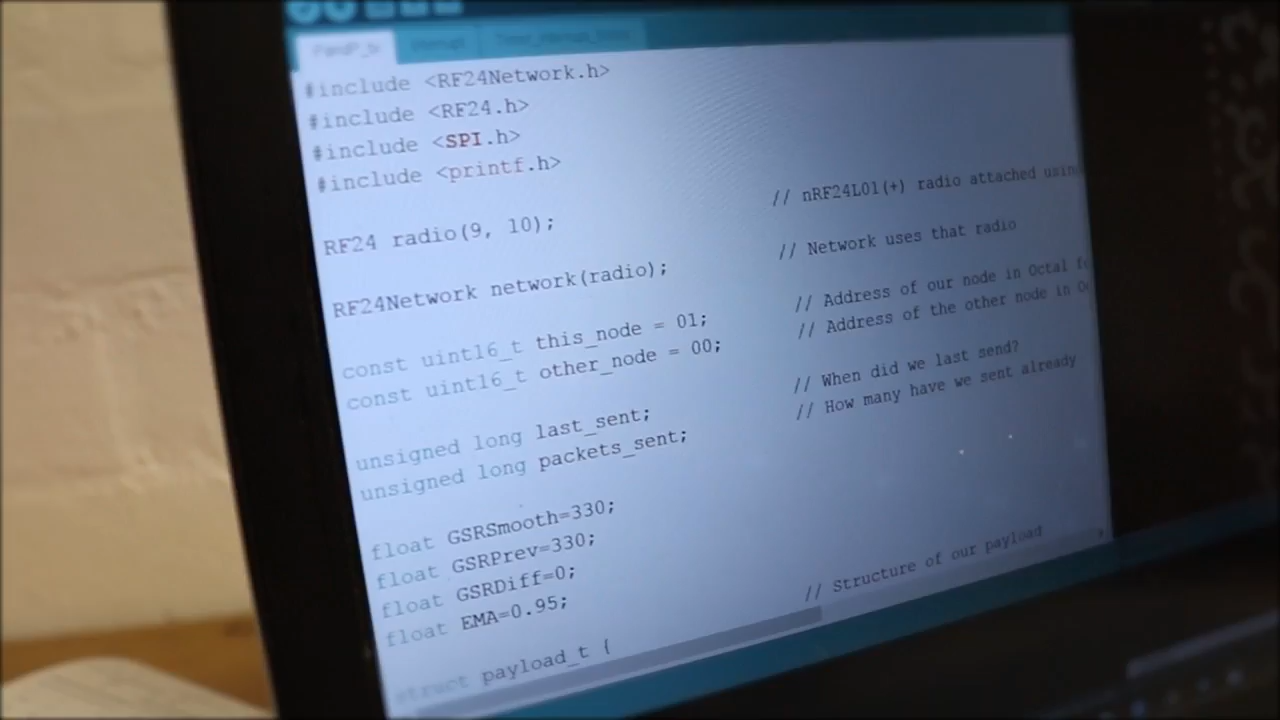 #include <RF24Network.h>
#include <RF24.h>
#include <SPI.h>
#include <printf.h>
RF24 radio(9, 10); // nRF24L01(+) radio attached usin
RF24Network network(radio); // Network uses that radio
const uint16_t this_node = 01; // Address of our node in Octal f
const uint16_t other_node = 00; // Address of the other node in O
unsigned long last_sent; // When did we last send?
unsigned long packets_sent; // How many have we sent already
float GSRSmooth=330;
float GSRPrev=330;
float GSRDiff=0;
float EMA=0.95;
struct payload_t { // Structure of our payload